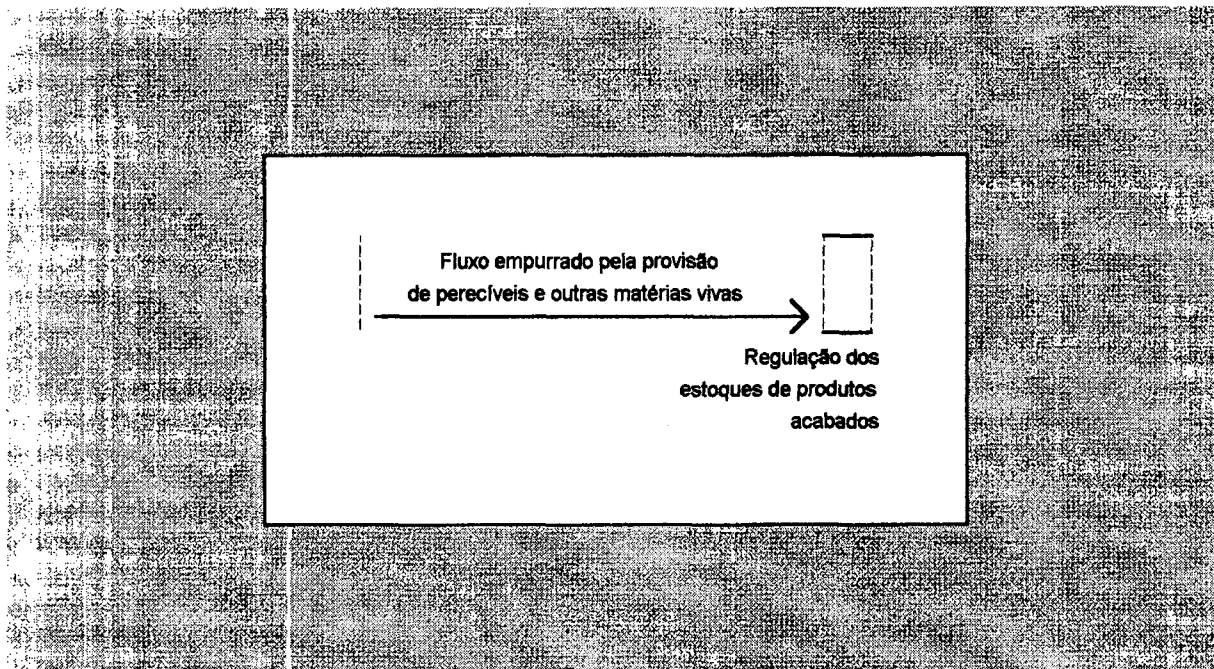 Fluxo empurrado pela provisão
de perecíveis e outras matérias vivas
Regulação dos
estoques de produtos
acabados